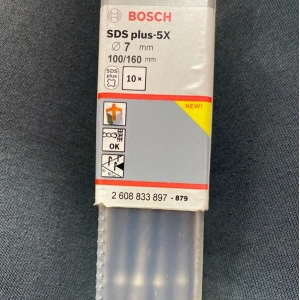 BOSCH
SDS plus-5X
Ø 7 mm
100/160 mm
SDS plus
10×
NEW!
OK
2 608 833 897 - 879